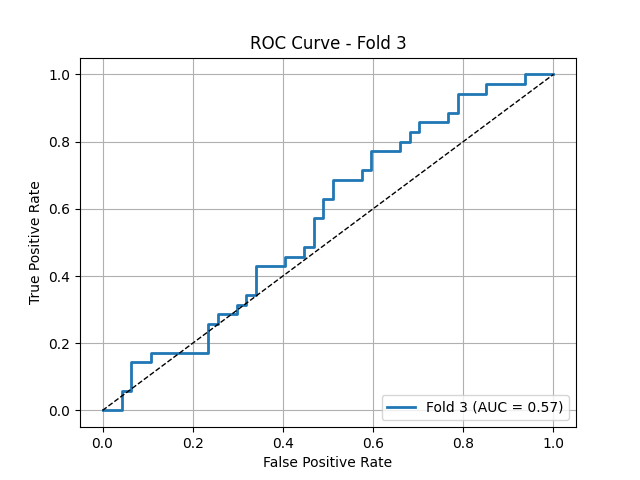 ROC Curve - Fold 3
True Positive Rate
1.0
0.8
0.6
0.4
0.2
0.0
Fold 3 (AUC = 0.57)
0.0 0.2 0.4 0.6 0.8 1.0
False Positive Rate